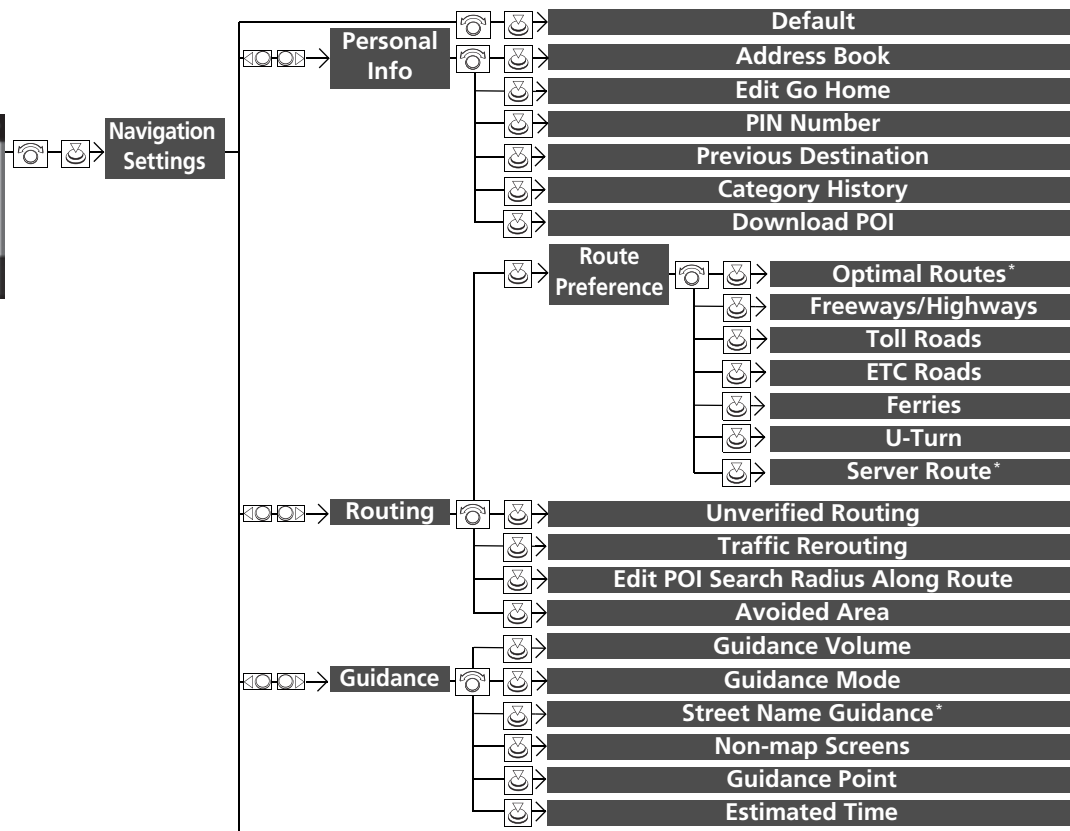 Default
Personal
Info
Address Book
Edit Go Home
Navigation
Settings
PIN Number
Previous Destination
Category History
Download POI
Route
Preference
Optimal Routes*
Freeways/Highways
Toll Roads
ETC Roads
Ferries
U-Turn
Server Route*
Routing
Unverified Routing
Traffic Rerouting
Edit POI Search Radius Along Route
Avoided Area
Guidance
Guidance Volume
Guidance Mode
Street Name Guidance*
Non-map Screens
Guidance Point
Estimated Time